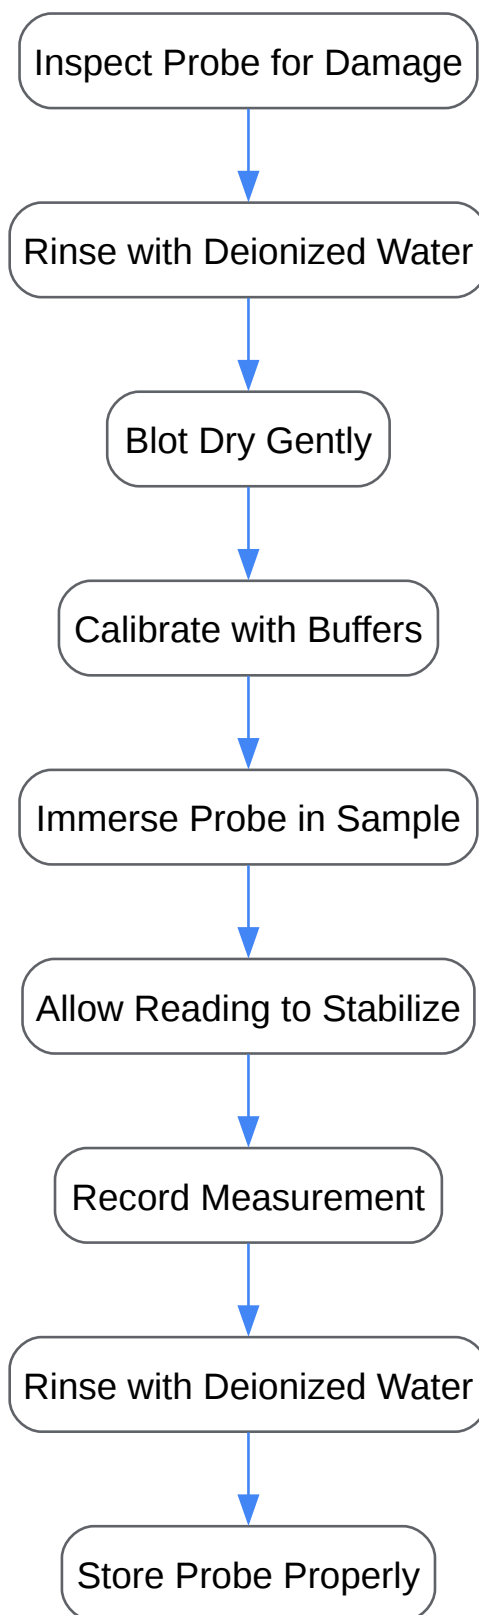 Inspect Probe for Damage
Rinse with Deionized Water
Blot Dry Gently
Calibrate with Buffers
Immerse Probe in Sample
Allow Reading to Stabilize
Record Measurement
Rinse with Deionized Water
Store Probe Properly